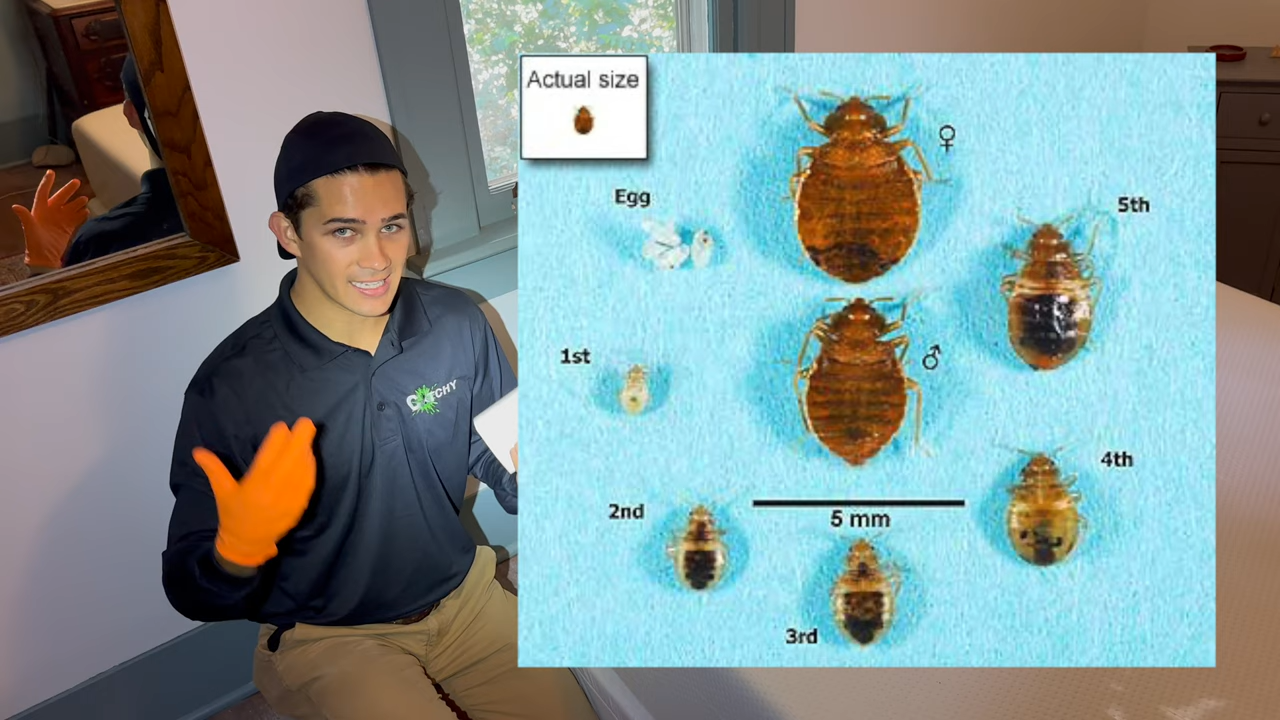 Actual size
♀
Egg
5th
1st
♂
4th
2nd
5 mm
3rd